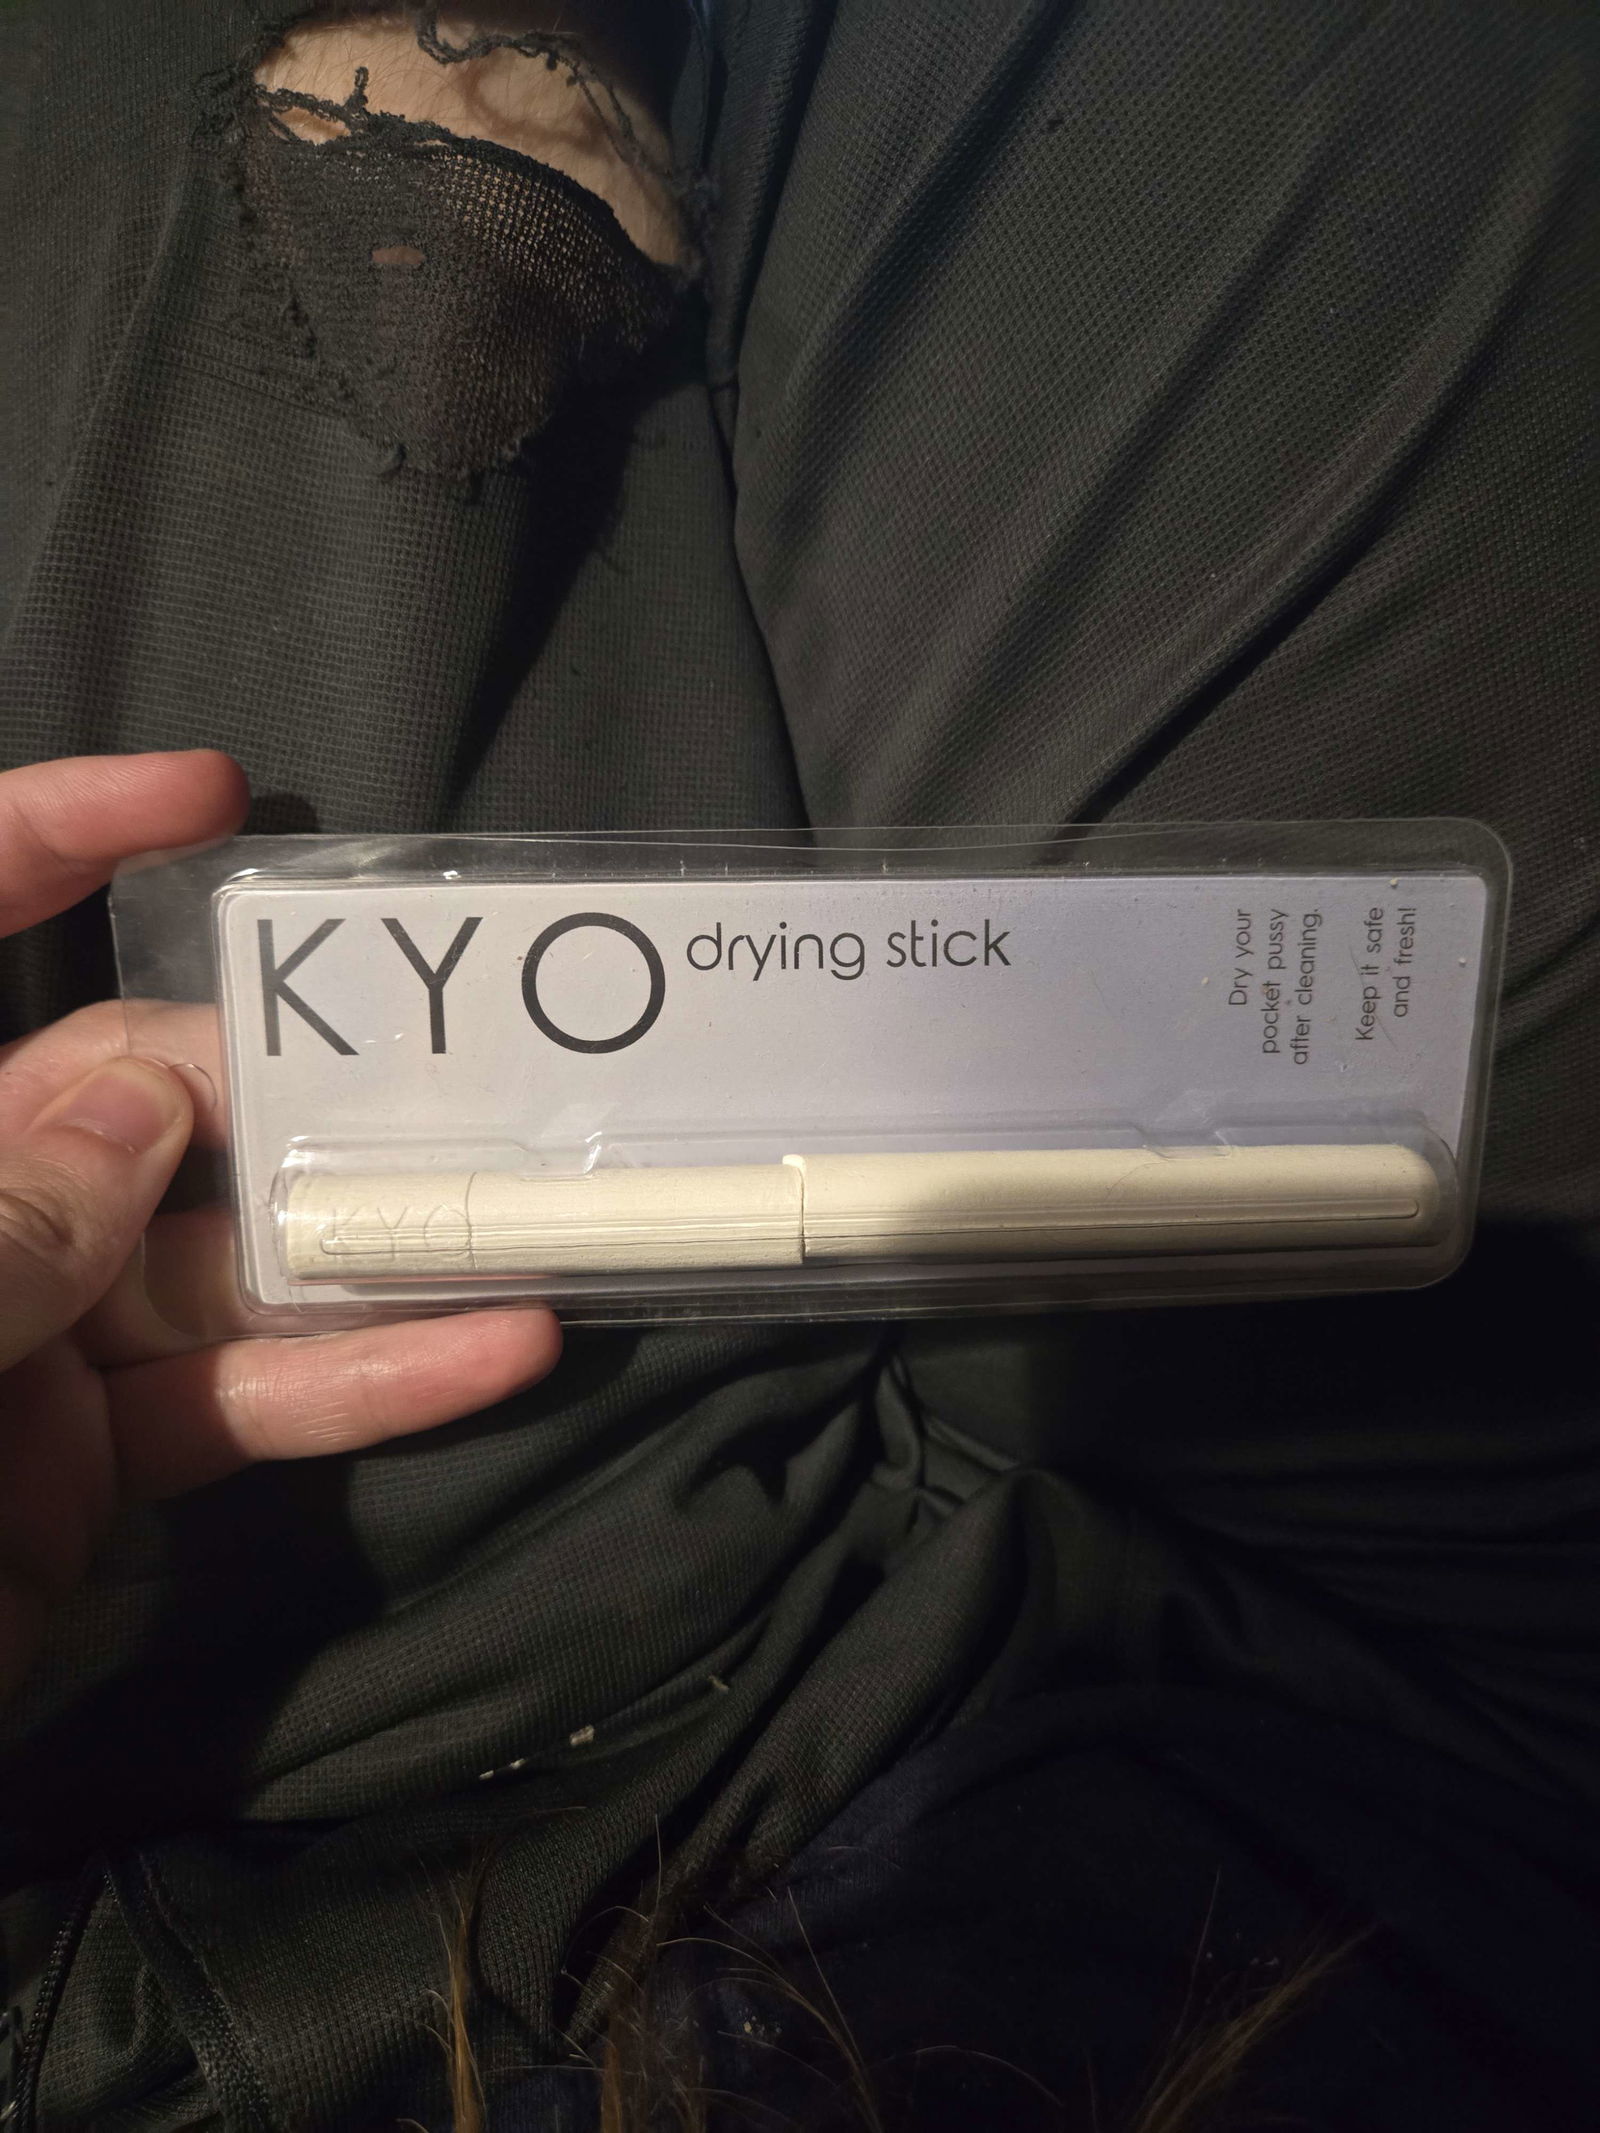 KYO drying stick
Dry your
pocket pussy
after cleaning.
Keep it safe
and fresh!
KYO